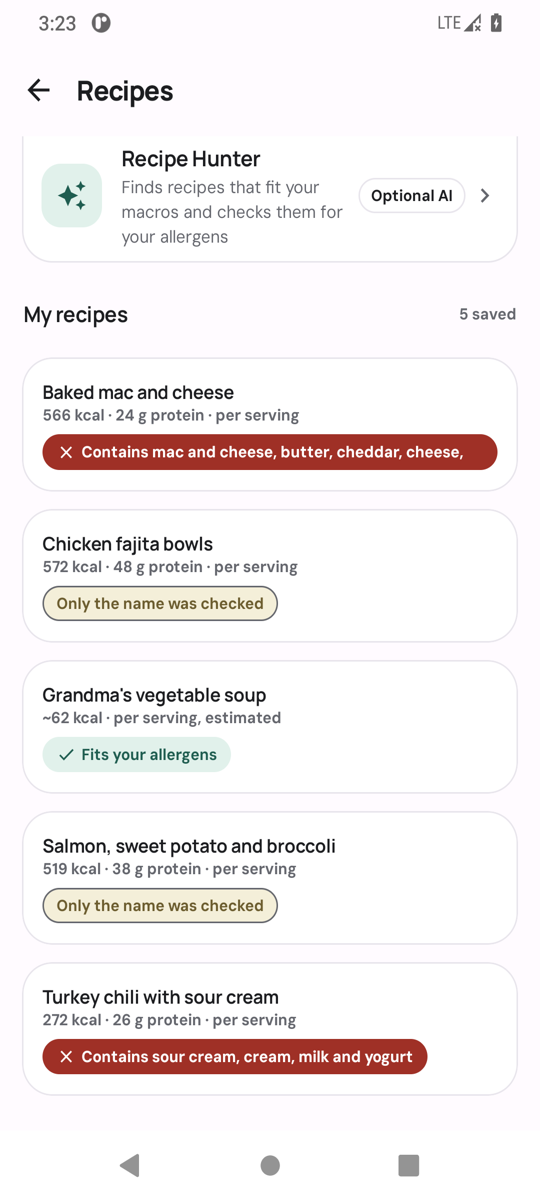 3:23
LTE
Recipes
Recipe Hunter
Finds recipes that fit your
macros and checks them for
your allergens
Optional AI
My recipes
5 saved
Baked mac and cheese
566 kcal · 24 g protein · per serving
Contains mac and cheese, butter, cheddar, cheese,
Chicken fajita bowls
572 kcal · 48 g protein · per serving
Only the name was checked
Grandma's vegetable soup
~62 kcal · per serving, estimated
Fits your allergens
Salmon, sweet potato and broccoli
519 kcal · 38 g protein · per serving
Only the name was checked
Turkey chili with sour cream
272 kcal · 26 g protein · per serving
Contains sour cream, cream, milk and yogurt